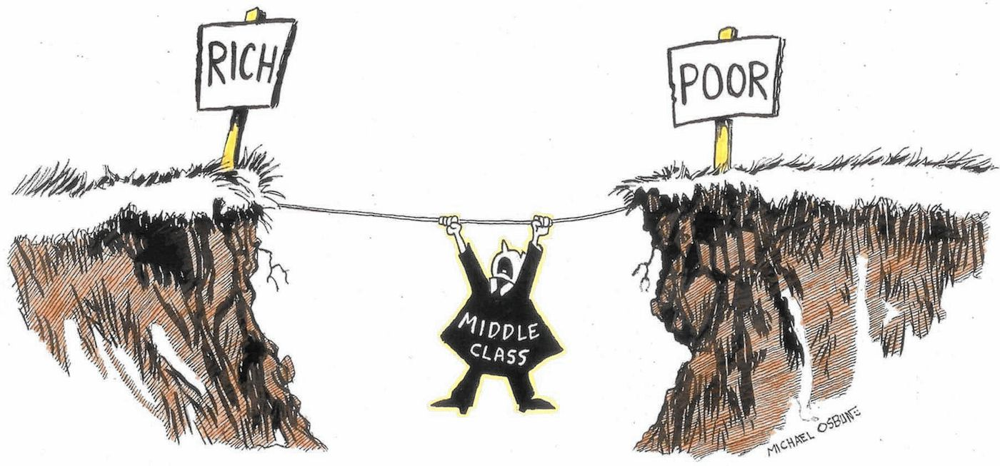 RICH
POOR
MIDDLE
CLASS
MICHAEL OSBUN